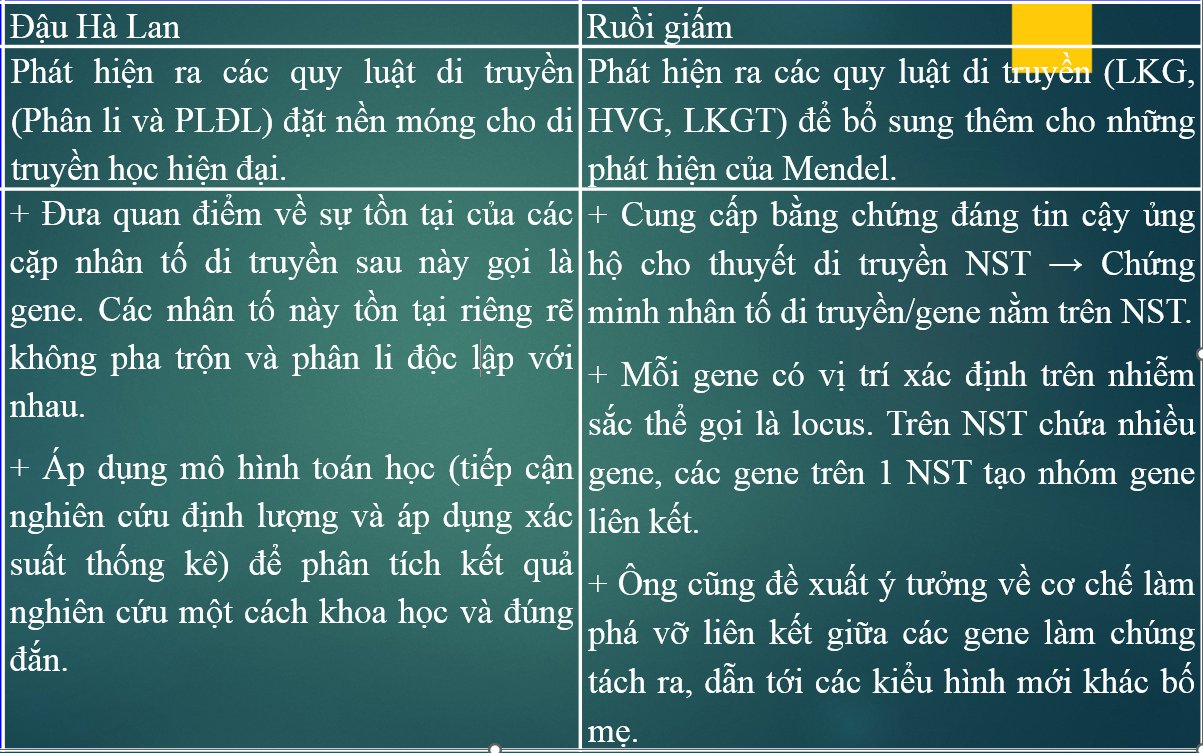 Đậu Hà Lan
Ruồi giấm
Phát hiện ra các quy luật di truyền
(Phân li và PLĐL) đặt nền móng cho di
truyền học hiện đại.
Phát hiện ra các quy luật di truyền (LKG,
HVG, LKGT) để bổ sung thêm cho những
phát hiện của Mendel.
+ Đưa quan điểm về sự tồn tại của các
cặp nhân tố di truyền sau này gọi là
gene. Các nhân tố này tồn tại riêng rẽ
không pha trộn và phân li độc lập với
nhau.
+ Áp dụng mô hình toán học (tiếp cận
nghiên cứu định lượng và áp dụng xác
suất thống kê) để phân tích kết quả
nghiên cứu một cách khoa học và đúng
đắn.
+ Cung cấp bằng chứng đáng tin cậy ủng
hộ cho thuyết di truyền NST → Chứng
minh nhân tố di truyền/gene nằm trên NST.
+ Mỗi gene có vị trí xác định trên nhiễm
sắc thể gọi là locus. Trên NST chứa nhiều
gene, các gene trên 1 NST tạo nhóm gene
liên kết.
+ Ông cũng đề xuất ý tưởng về cơ chế làm
phá vỡ liên kết giữa các gene làm chúng
tách ra, dẫn tới các kiểu hình mới khác bố
mẹ.